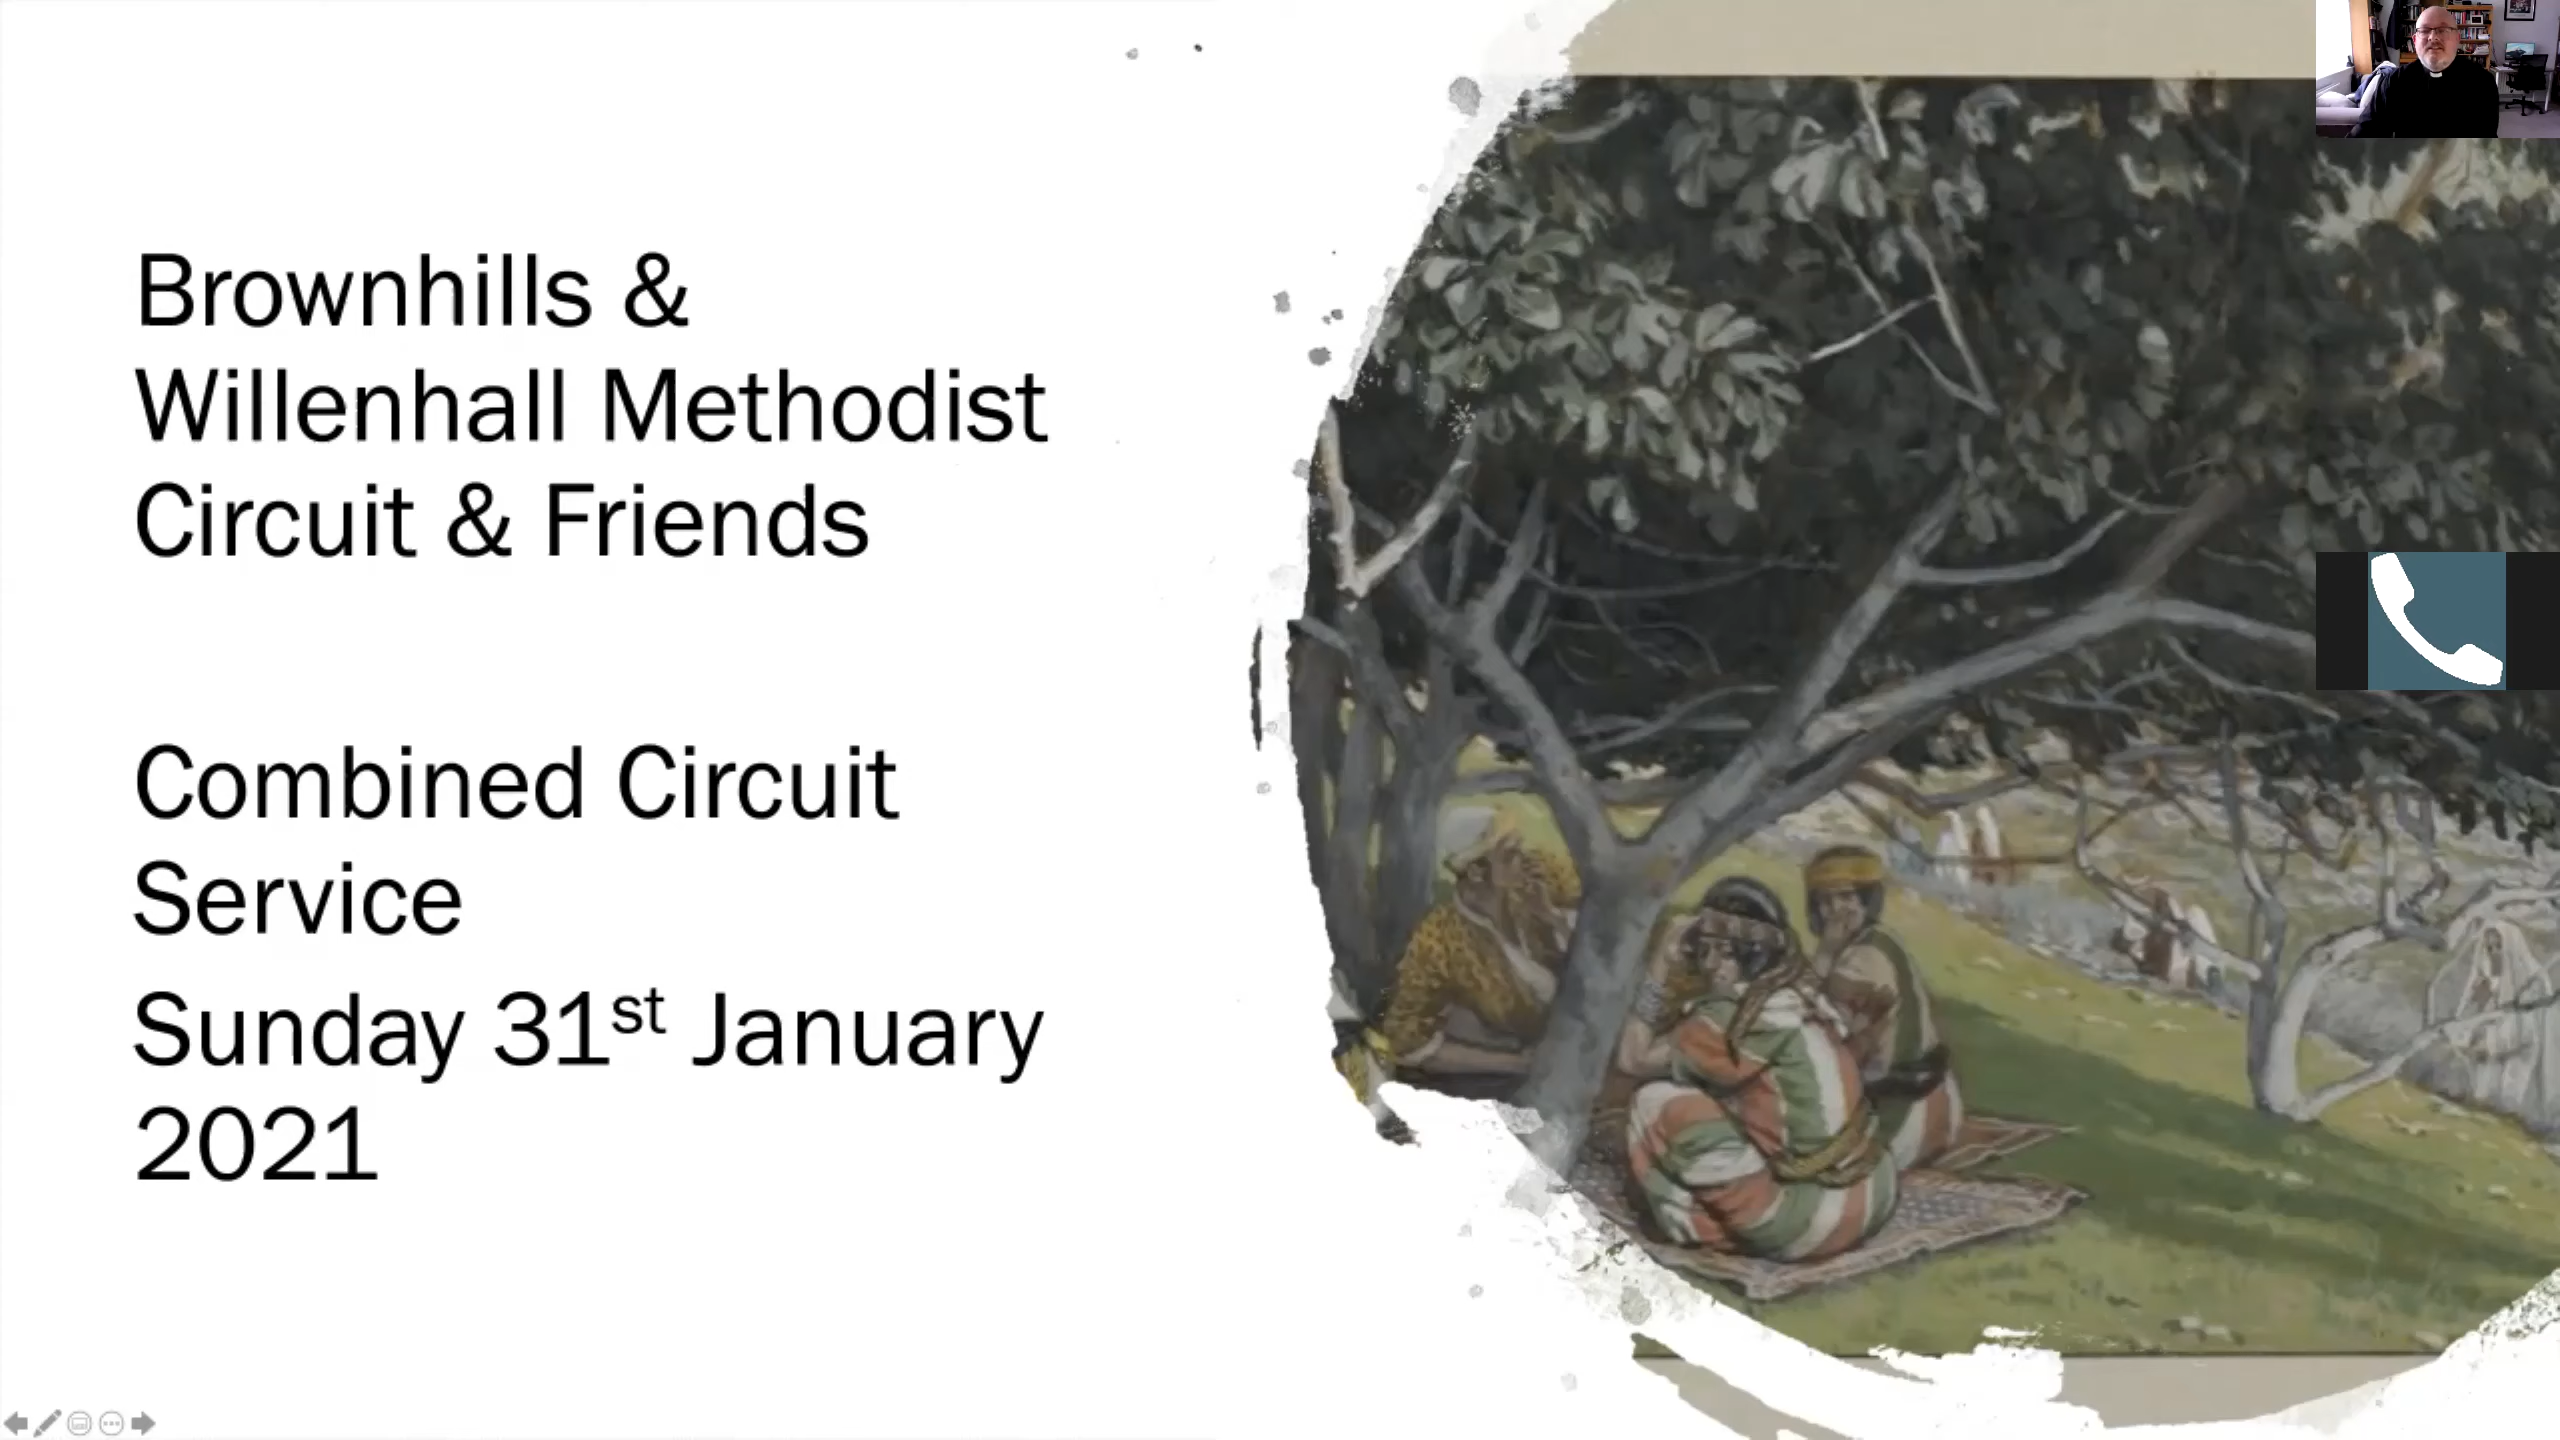 Brownhills &
Willenhall Methodist
Circuit & Friends
Combined Circuit
Service
Sunday 31st January
2021